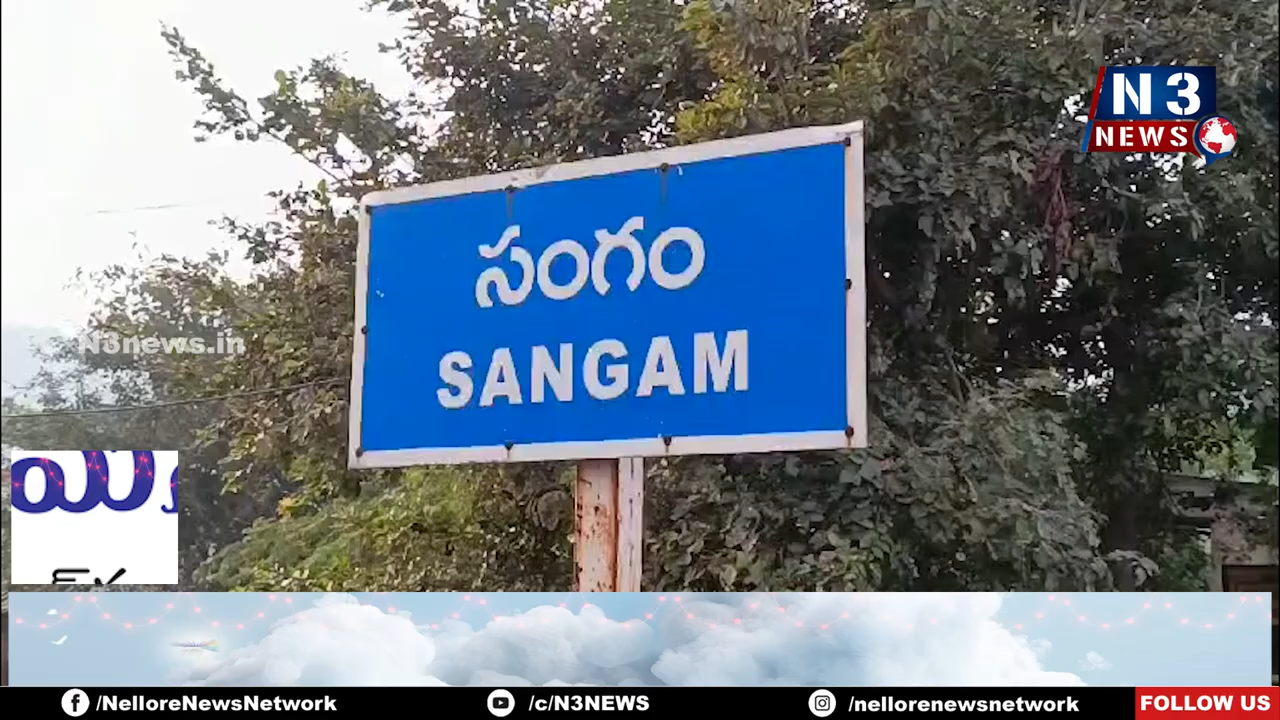 N3
NEWS
సంగం
SANGAM
N3news.in
/NelloreNewsNetwork
/c/N3NEWS
/nellorenewsnetwork
FOLLOW US